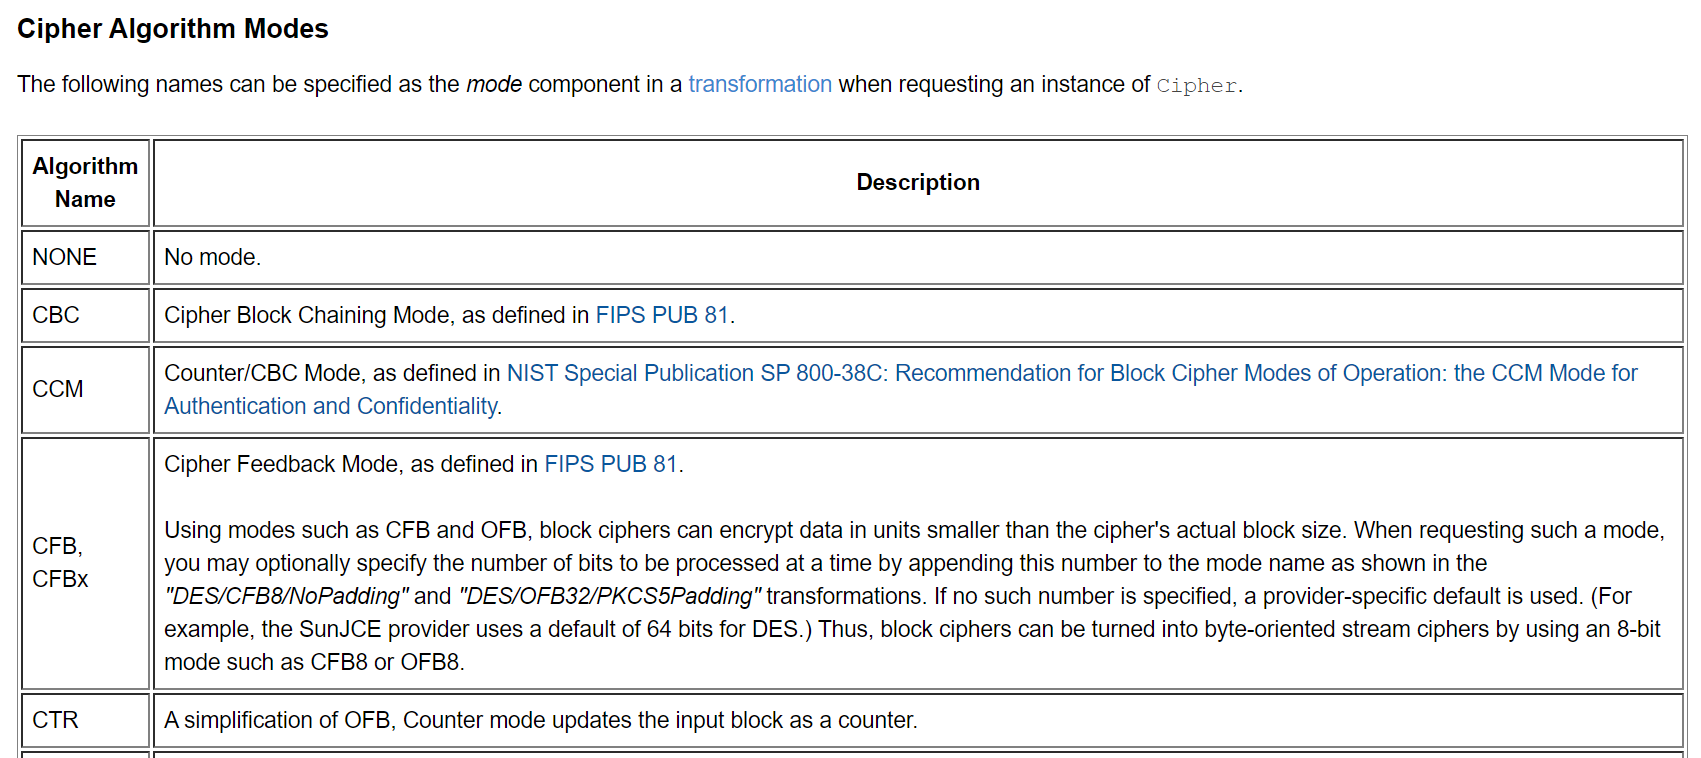 Cipher Algorithm Modes
The following names can be specified as the mode component in a transformation when requesting an instance of Cipher.
Algorithm
Name
Description
NONE
No mode.
CBC
Cipher Block Chaining Mode, as defined in FIPS PUB 81.
CCM
Counter/CBC Mode, as defined in NIST Special Publication SP 800-38C: Recommendation for Block Cipher Modes of Operation: the CCM Mode for
Authentication and Confidentiality.
CFB,
CFBx
Cipher Feedback Mode, as defined in FIPS PUB 81.
Using modes such as CFB and OFB, block ciphers can encrypt data in units smaller than the cipher's actual block size. When requesting such a mode,
you may optionally specify the number of bits to be processed at a time by appending this number to the mode name as shown in the
"DES/CFB8/NoPadding" and "DES/OFB32/PKCS5Padding" transformations. If no such number is specified, a provider-specific default is used. (For
example, the SunJCE provider uses a default of 64 bits for DES.) Thus, block ciphers can be turned into byte-oriented stream ciphers by using an 8-bit
mode such as CFB8 or OFB8.
CTR
A simplification of OFB, Counter mode updates the input block as a counter.